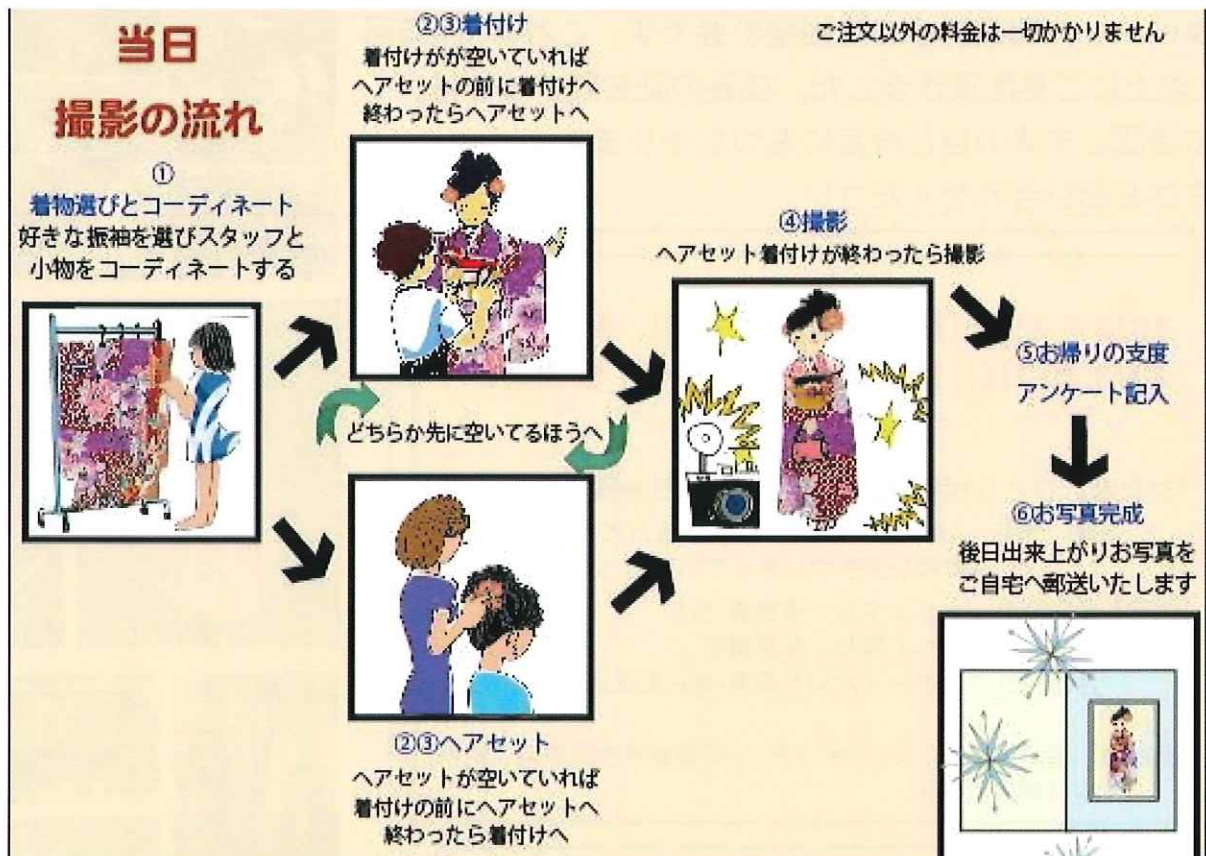 当日
撮影の流れ
①
着物選びとコーディネート
好きな振袖を選びスタッフと
小物をコーディネートする
②③着付け
着付けがが空いていれば
ヘアセットの前に着付けへ
終わったらヘアセットへ
どちらか先に空いてるほうへ
②③ヘアセット
ヘアセットが空いていれば
着付けの前にヘアセットへ
終わったら着付けへ
ご注文以外の料金は一切かかりません
④撮影
ヘアセット着付けが終わったら撮影
⑤お帰りの支度
アンケート記入
⑥お写真完成
後日出来上がりお写真を
ご自宅へ郵送いたします